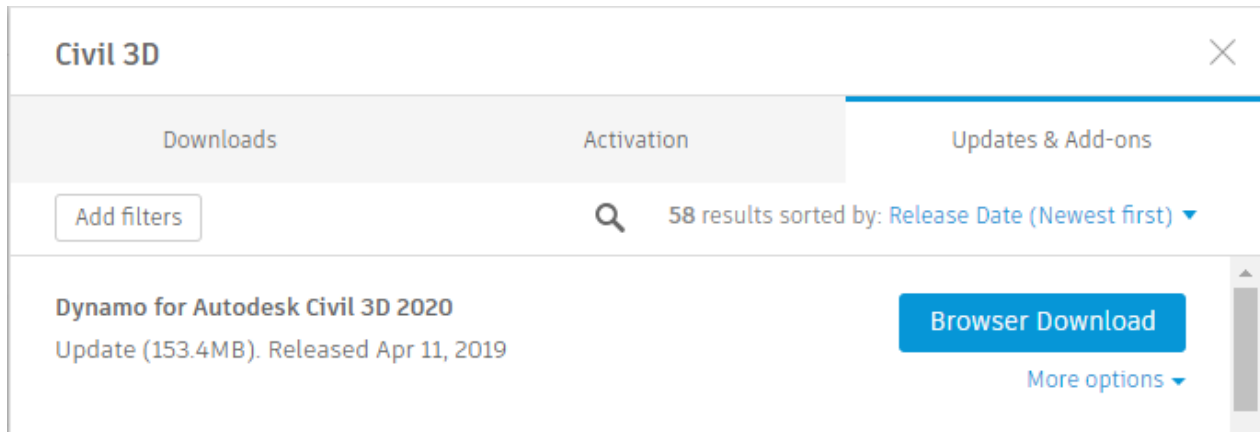 Civil 3D
Downloads Activation Updates & Add-ons
Add filters 58 results sorted by: Release Date (Newest first)
Dynamo for Autodesk Civil 3D 2020
Browser Download
Update (153.4MB). Released Apr 11, 2019
More options